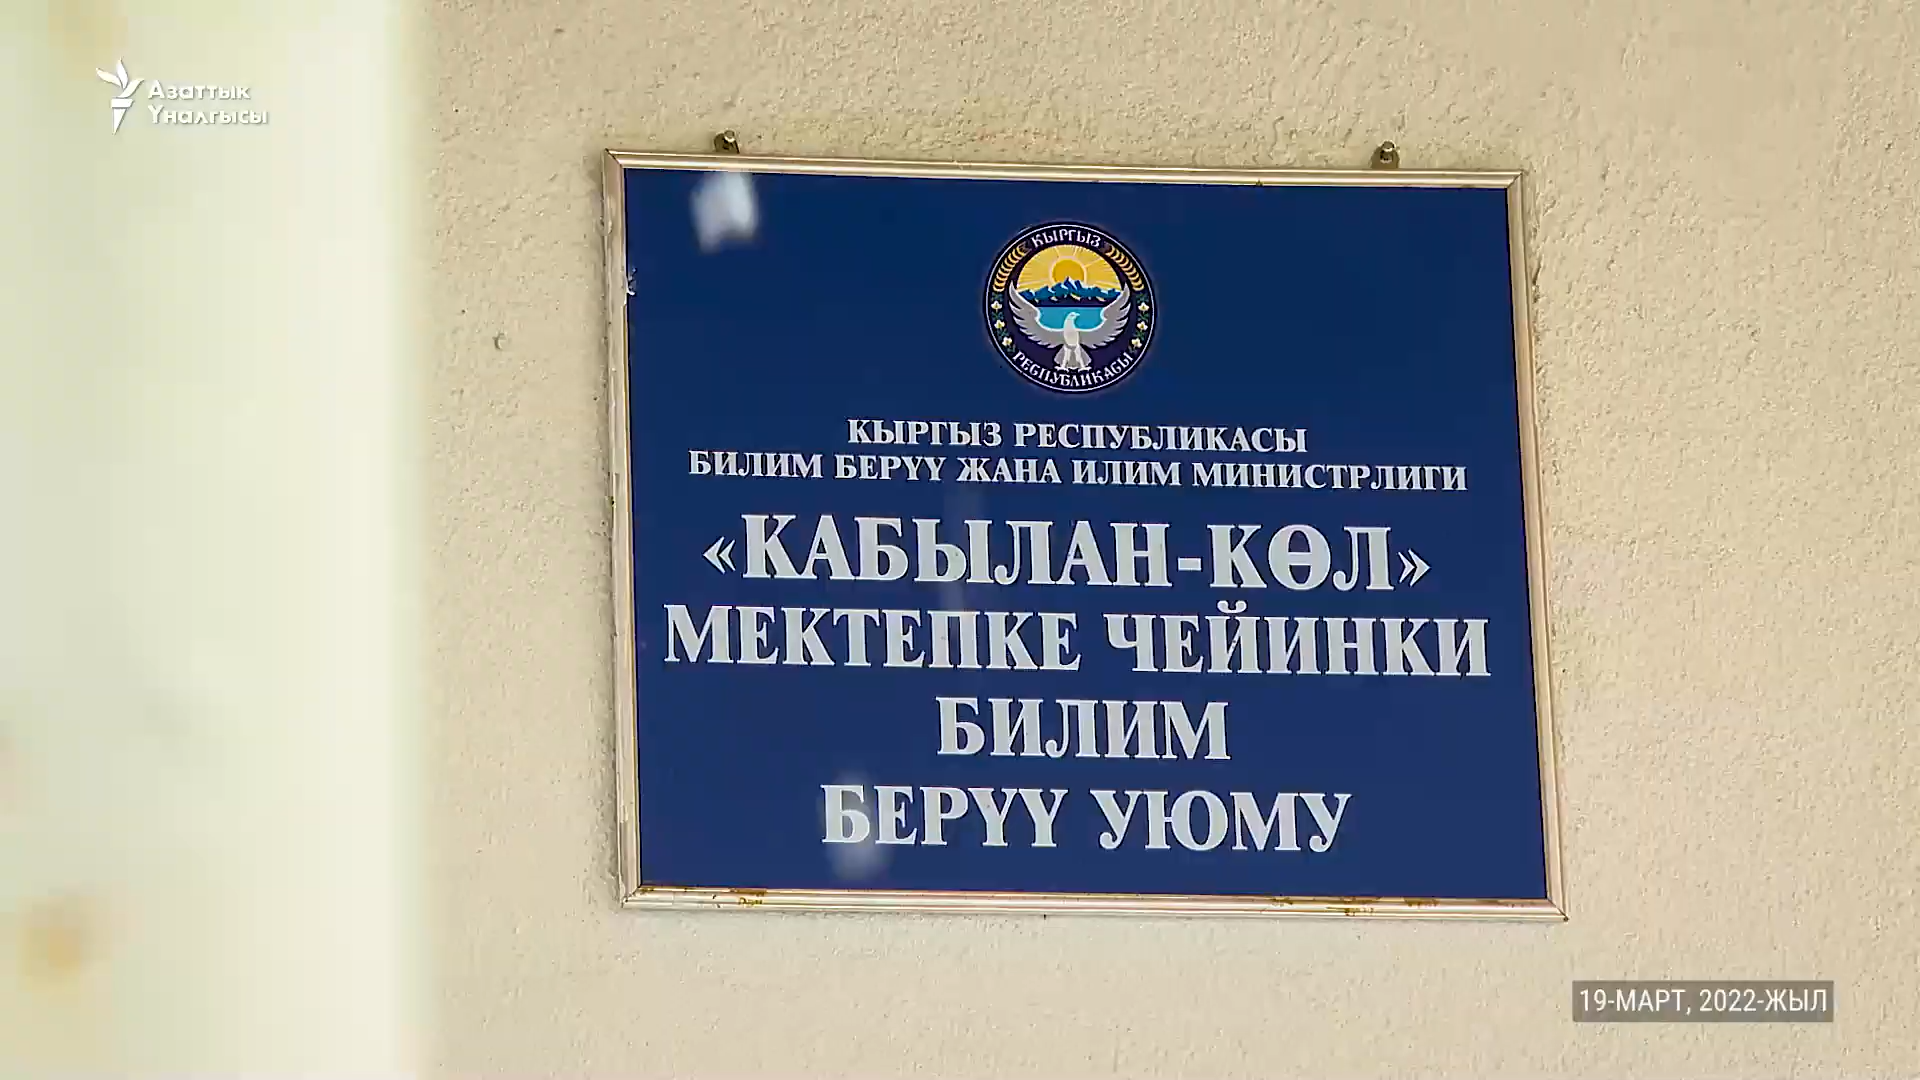 Азаттык
Үналгысы
КЫРГЫЗ
РЕСПУБЛИКАСЫ
КЫРГЫЗ РЕСПУБЛИКАСЫ
БИЛИМ БЕРҮҮ ЖАНА ИЛИМ МИНИСТРЛИГИ
«КАБЫЛАН-КӨЛ»
МЕКТЕПКЕ ЧЕЙИНКИ
БИЛИМ
БЕРҮҮ УЮМУ
19-МАРТ, 2022-ЖЫЛ